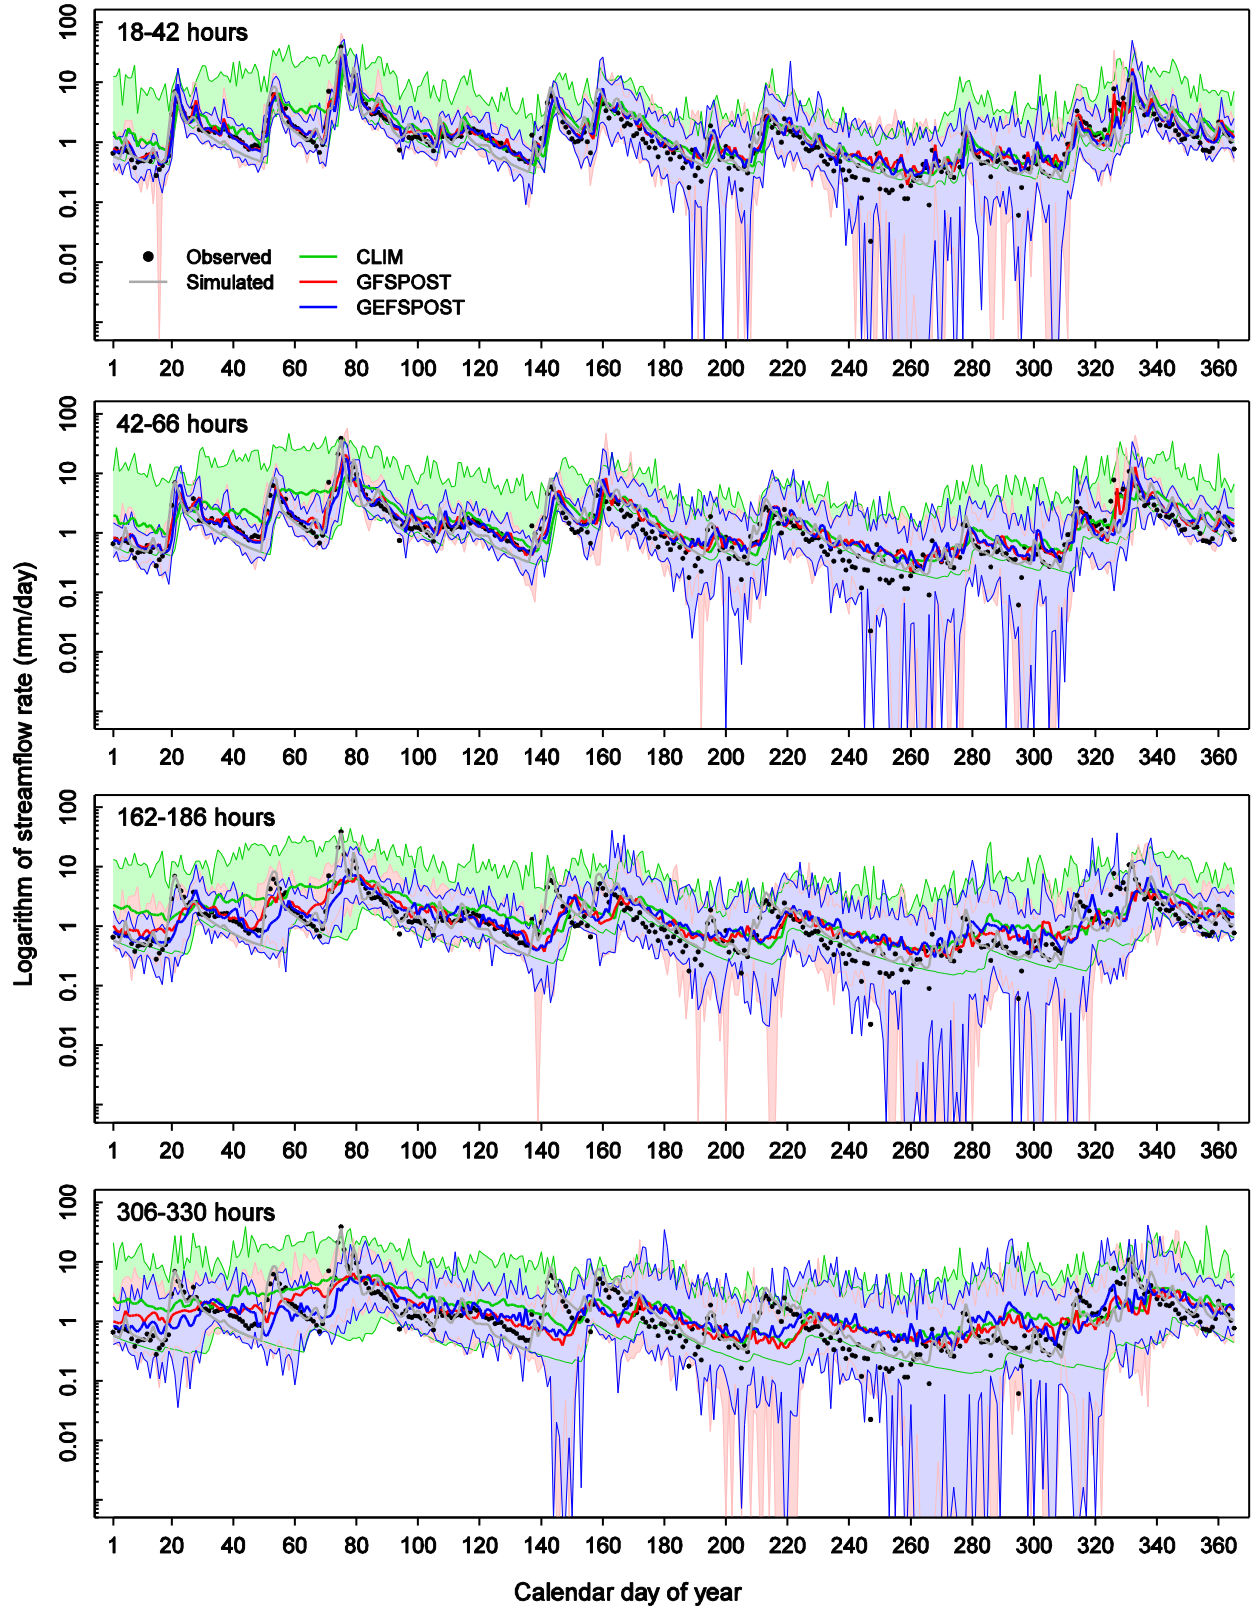 Logarithm of streamflow rate (mm/day)
18-42 hours
100
10
1
0.1
0.01
Observed
Simulated
CLIM
GFSPOST
GEFSPOST
1 20 40 60 80 100 120 140 160 180 200 220 240 260 280 300 320 340 360
42-66 hours
100
10
1
0.1
0.01
1 20 40 60 80 100 120 140 160 180 200 220 240 260 280 300 320 340 360
162-186 hours
100
10
1
0.1
0.01
1 20 40 60 80 100 120 140 160 180 200 220 240 260 280 300 320 340 360
306-330 hours
100
10
1
0.1
0.01
1 20 40 60 80 100 120 140 160 180 200 220 240 260 280 300 320 340 360
Calendar day of year